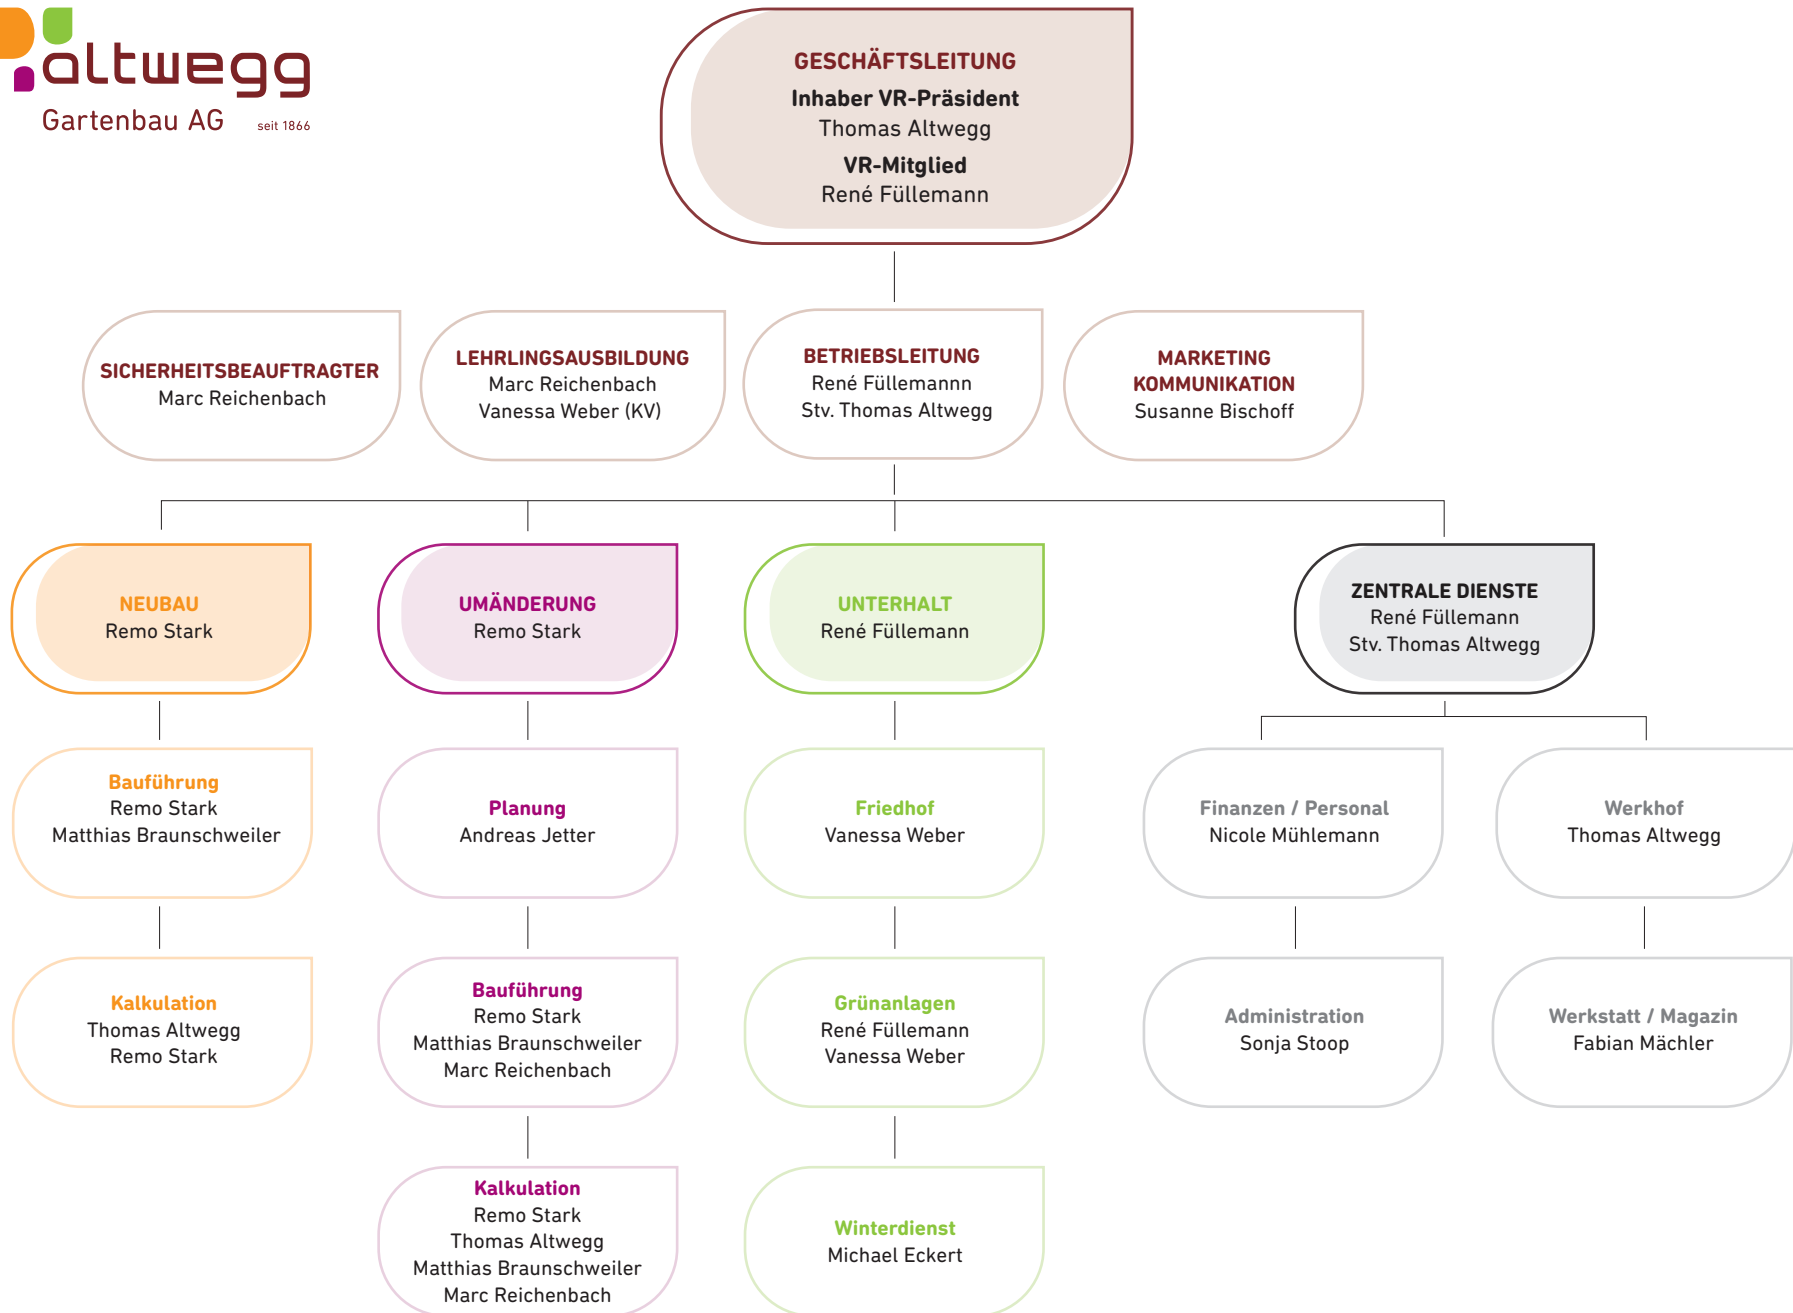 altwegg
Gartenbau AG seit 1866
GESCHÄFTSLEITUNG
Inhaber VR-Präsident
Thomas Altwegg
VR-Mitglied
René Füllemann
SICHERHEITSBEAUFTRAGTER
Marc Reichenbach
LEHRLINGSAUSBILDUNG
Marc Reichenbach
Vanessa Weber (KV)
BETRIEBSLEITUNG
René Füllemannn
Stv. Thomas Altwegg
MARKETING
KOMMUNIKATION
Susanne Bischoff
NEUBAU
Remo Stark
UMÄNDERUNG
Remo Stark
UNTERHALT
René Füllemann
ZENTRALE DIENSTE
René Füllemann
Stv. Thomas Altwegg
Bauführung
Remo Stark
Matthias Braunschweiler
Planung
Andreas Jetter
Friedhof
Vanessa Weber
Finanzen / Personal
Nicole Mühlemann
Werkhof
Thomas Altwegg
Kalkulation
Thomas Altwegg
Remo Stark
Bauführung
Remo Stark
Matthias Braunschweiler
Marc Reichenbach
Grünanlagen
René Füllemann
Vanessa Weber
Administration
Sonja Stoop
Werkstatt / Magazin
Fabian Mächler
Kalkulation
Remo Stark
Thomas Altwegg
Matthias Braunschweiler
Marc Reichenbach
Winterdienst
Michael Eckert